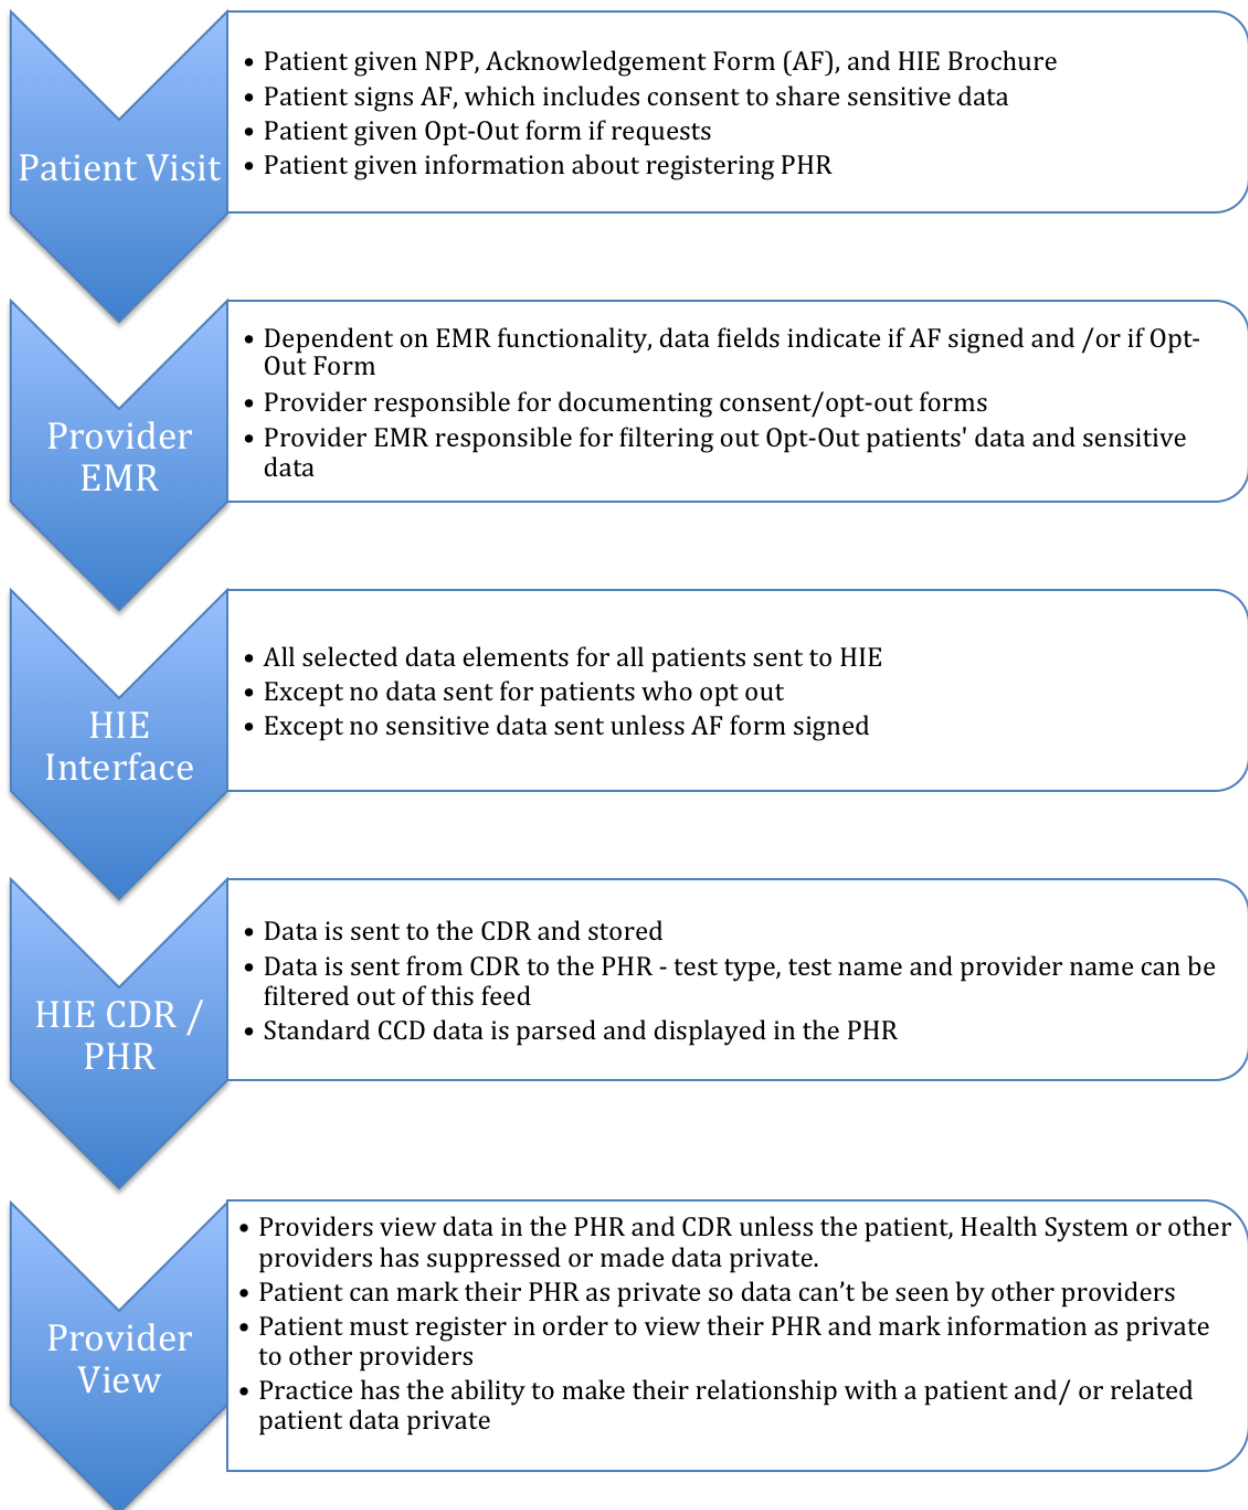 Patient Visit
• Patient given NPP, Acknowledgement Form (AF), and HIE Brochure
• Patient signs AF, which includes consent to share sensitive data
• Patient given Opt-Out form if requests
• Patient given information about registering PHR
Provider
EMR
• Dependent on EMR functionality, data fields indicate if AF signed and /or if Opt-
Out Form
• Provider responsible for documenting consent/opt-out forms
• Provider EMR responsible for filtering out Opt-Out patients' data and sensitive
data
HIE
Interface
• All selected data elements for all patients sent to HIE
• Except no data sent for patients who opt out
• Except no sensitive data sent unless AF form signed
HIE CDR /
PHR
• Data is sent to the CDR and stored
• Data is sent from CDR to the PHR - test type, test name and provider name can be
filtered out of this feed
• Standard CCD data is parsed and displayed in the PHR
Provider
View
• Providers view data in the PHR and CDR unless the patient, Health System or other
providers has suppressed or made data private.
• Patient can mark their PHR as private so data can’t be seen by other providers
• Patient must register in order to view their PHR and mark information as private
to other providers
• Practice has the ability to make their relationship with a patient and/ or related
patient data private